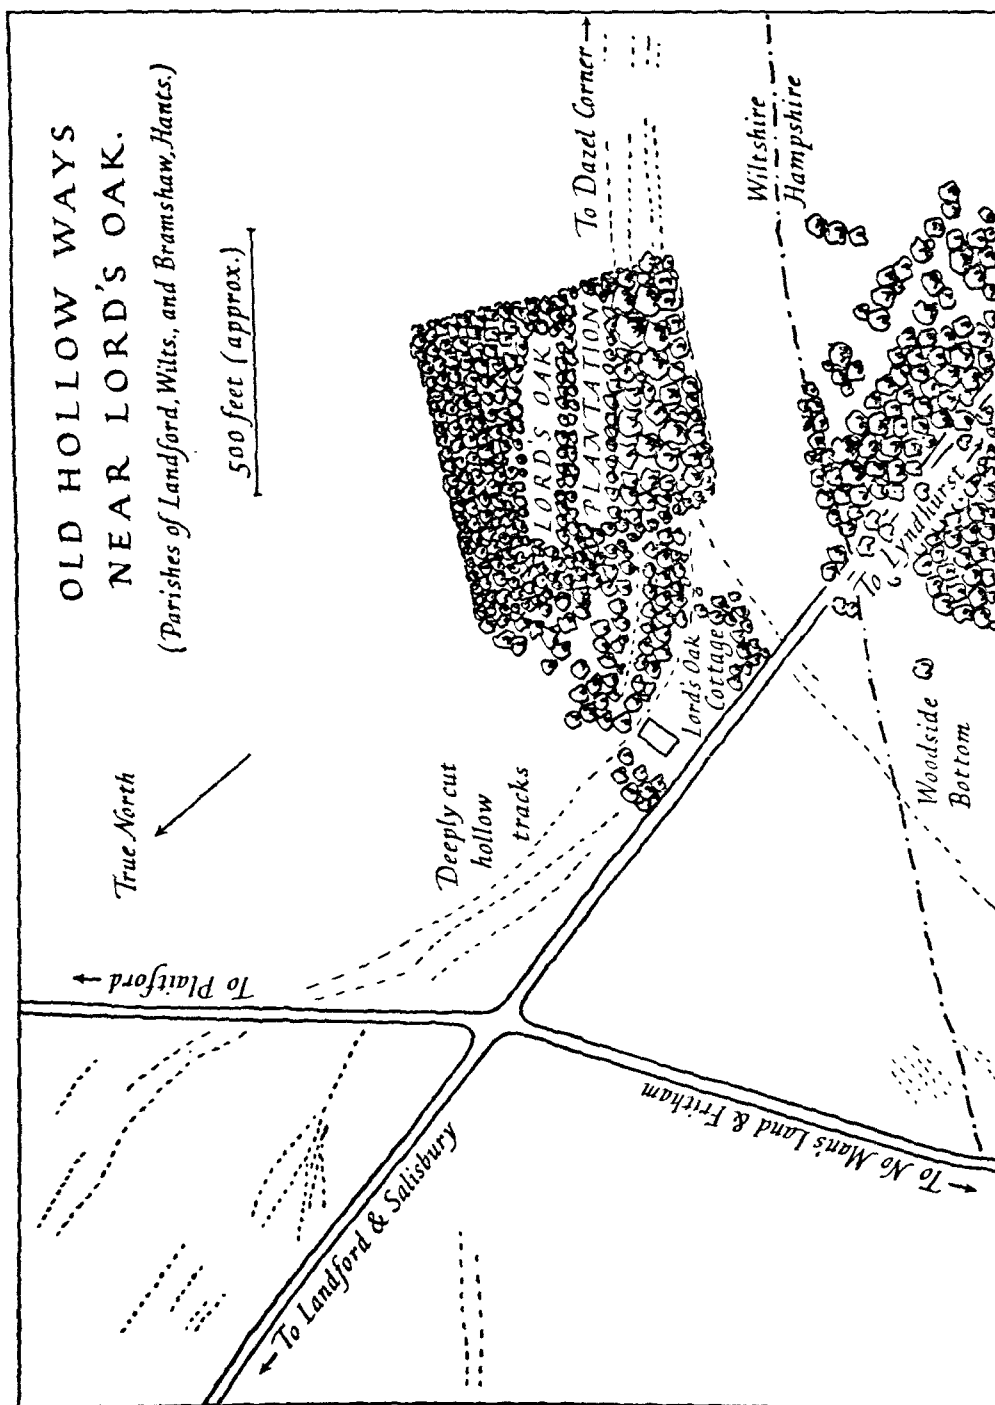 OLD HOLLOW WAYS
NEAR LORD'S OAK.
(Parishes of Landford, Wilts., and Bramshaw, Hants.)
500 feet (approx.)
True North
To Dazel Corner
Wiltshire
Hampshire
LORD'S OAK
PLANTATION
Deeply cut
hollow
tracks
Lord's Oak
Cottage
To Lyndhurst
Woodside
Bottom
To Plaitford
To Landford & Salisbury
To No Man's Land & Fritham